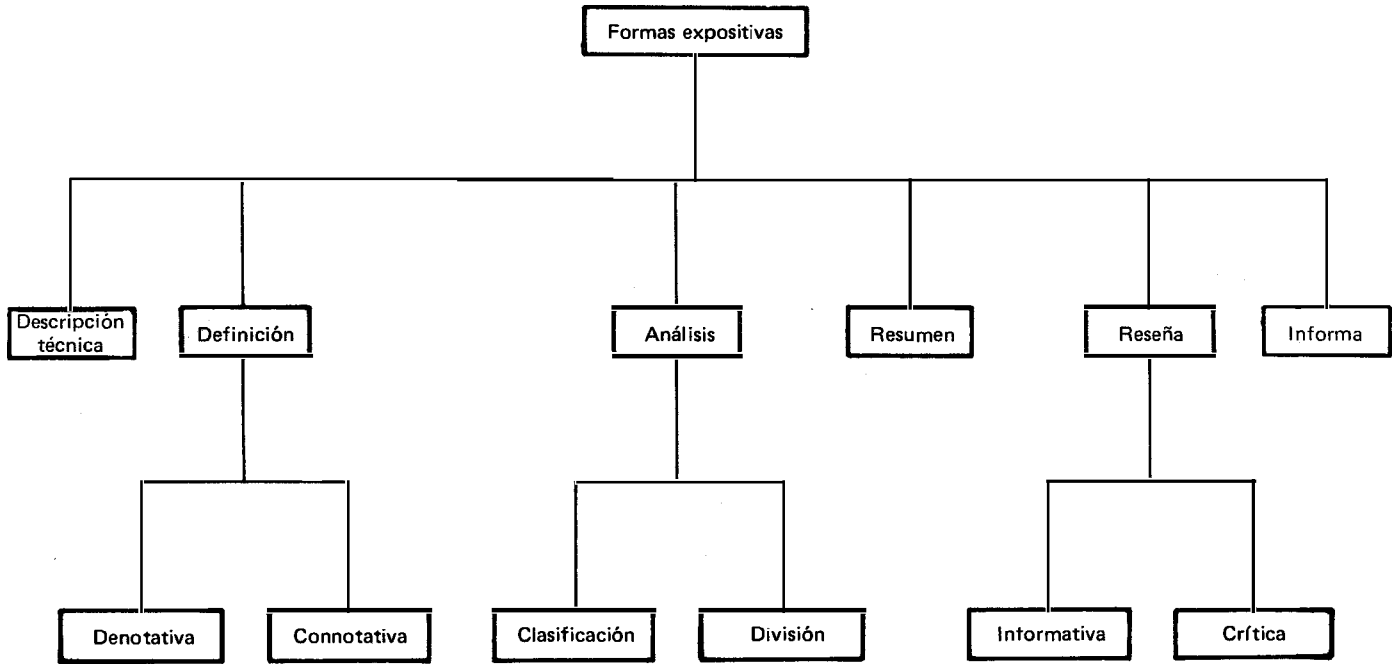 Formas expositivas
Descripción
técnica
Definición
Análisis
Resumen
Reseña
Informa
Denotativa
Connotativa
Clasificación
División
Informativa
Crítica